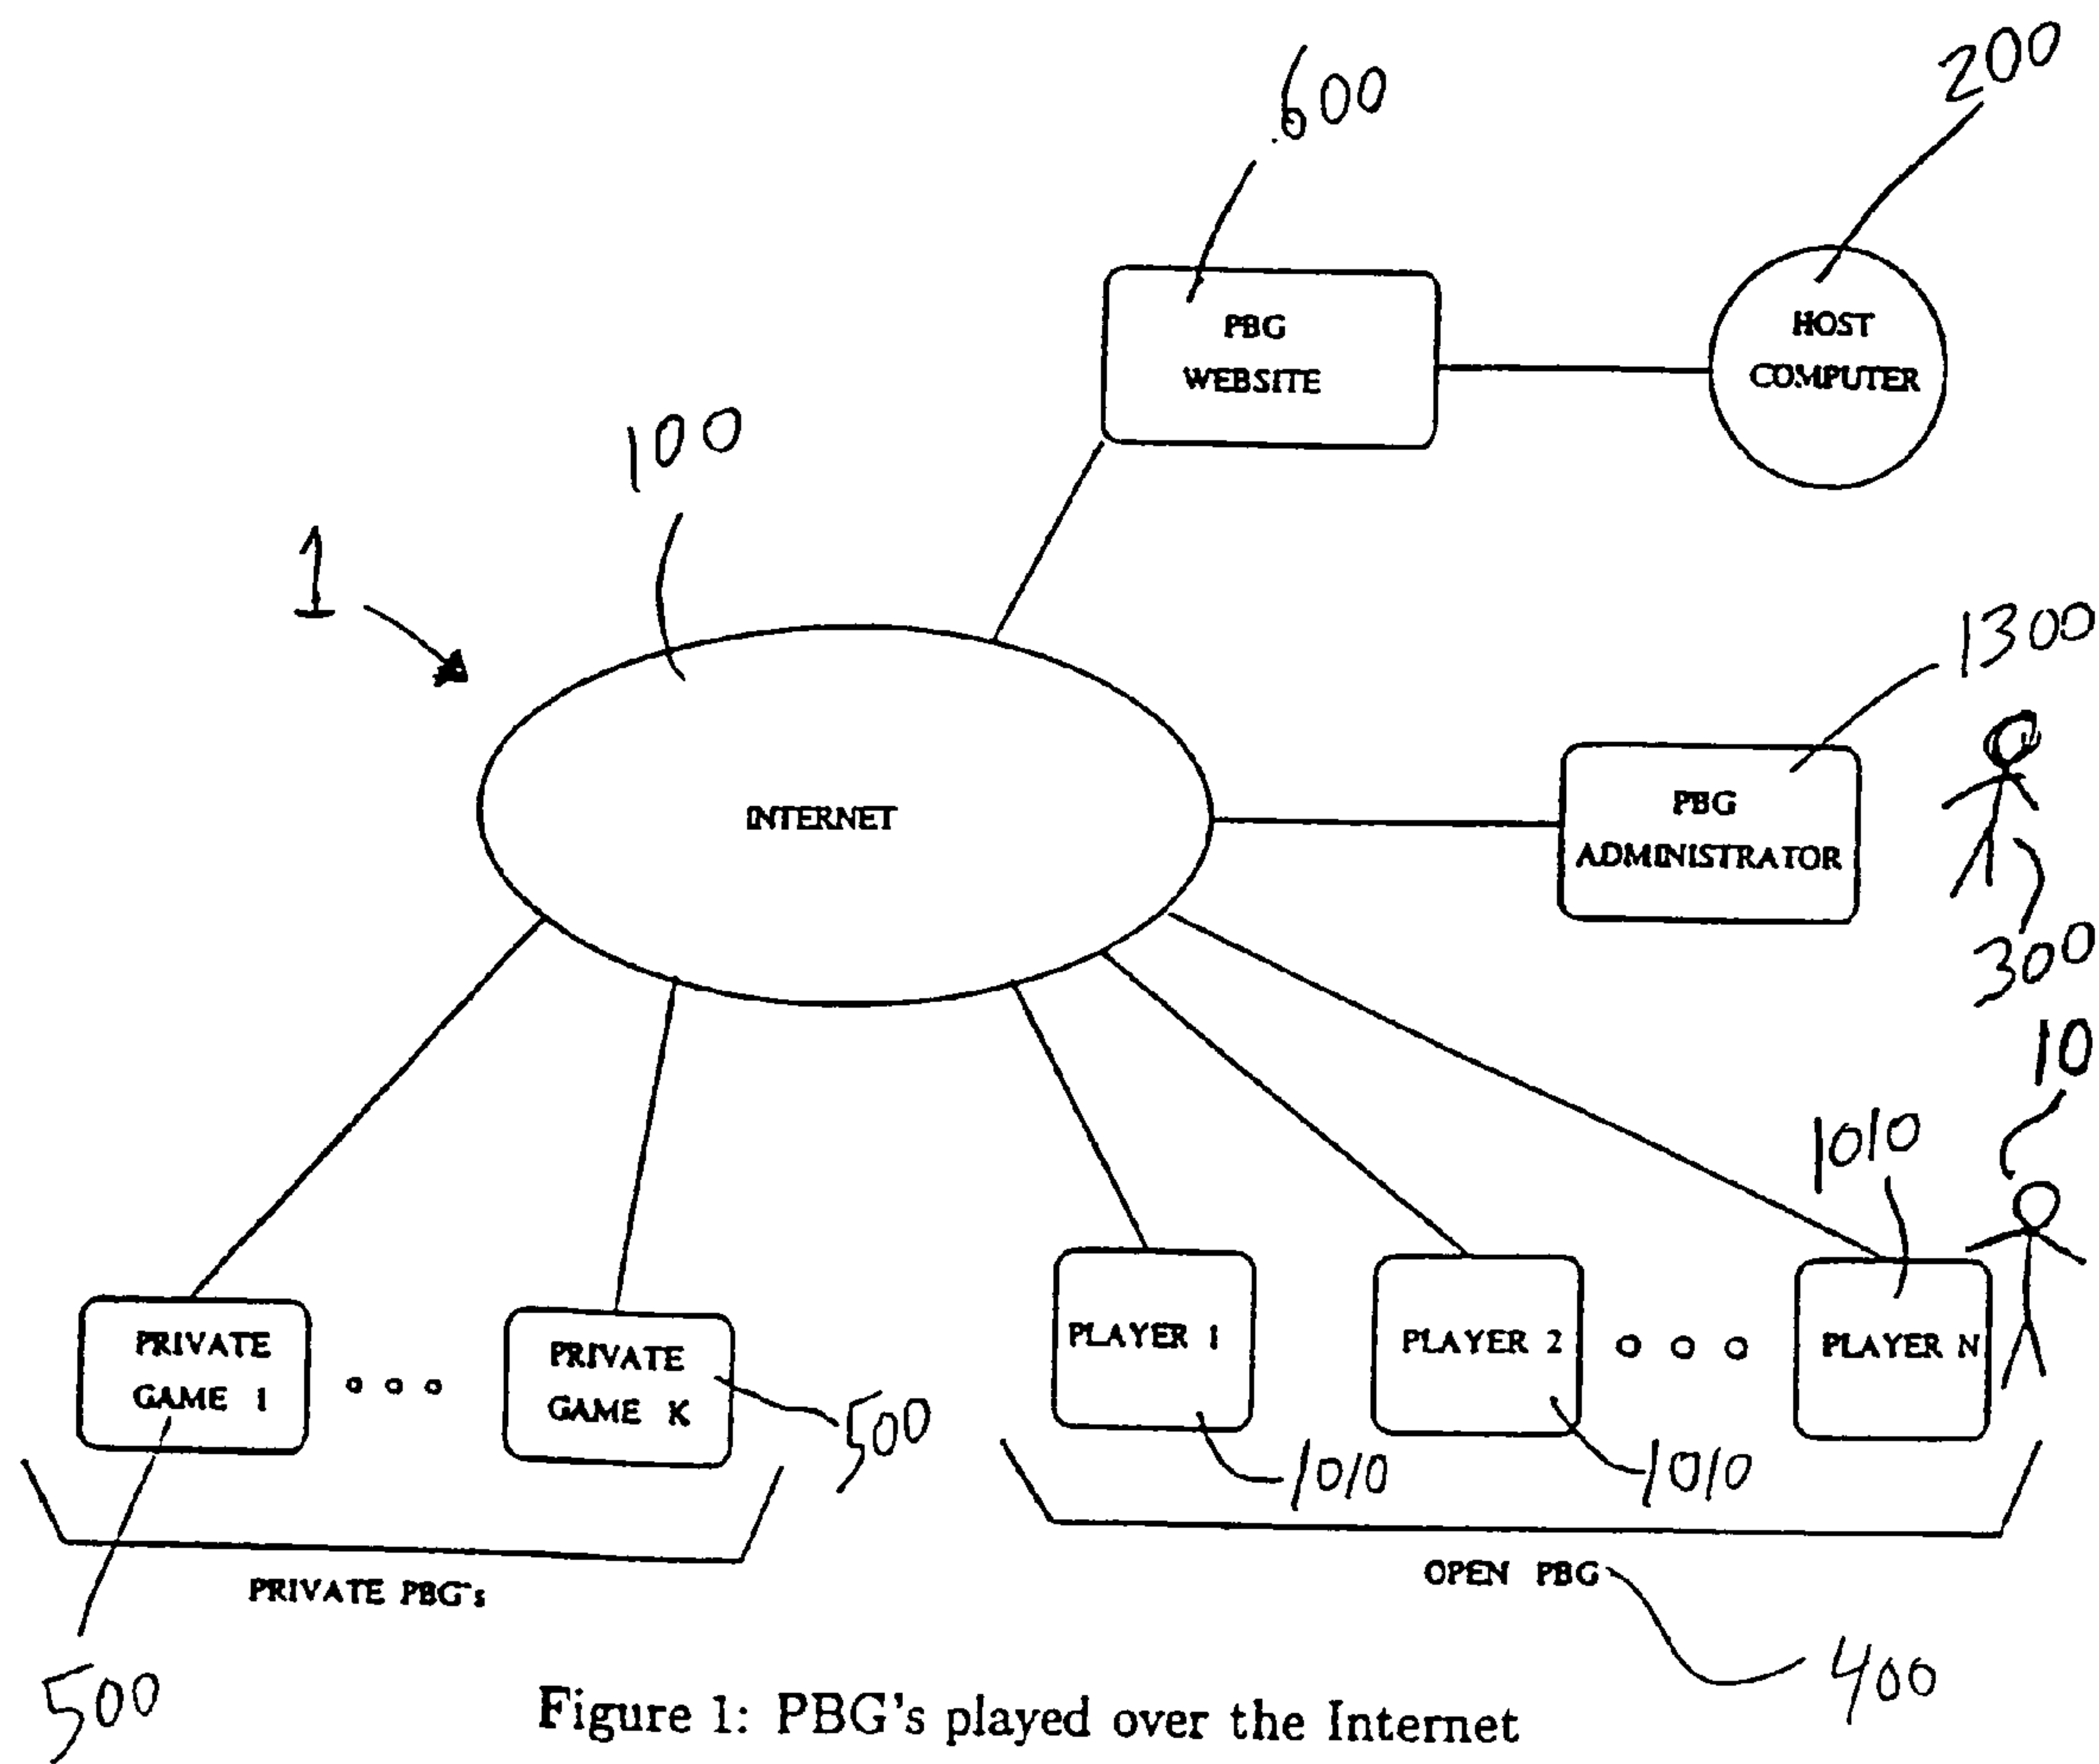 200
600
PBG
WEBSITE
HOST
COMPUTER
100
1
1300
INTERNET
PBG
ADMINISTRATOR
300
10
1010
PRIVATE
GAME 1
PRIVATE
GAME K
500
PLAYER 1
PLAYER 2
PLAYER N
1010
1010
PRIVATE PBG's
OPEN PBG
500
400
Figure 1: PBG's played over the Internet